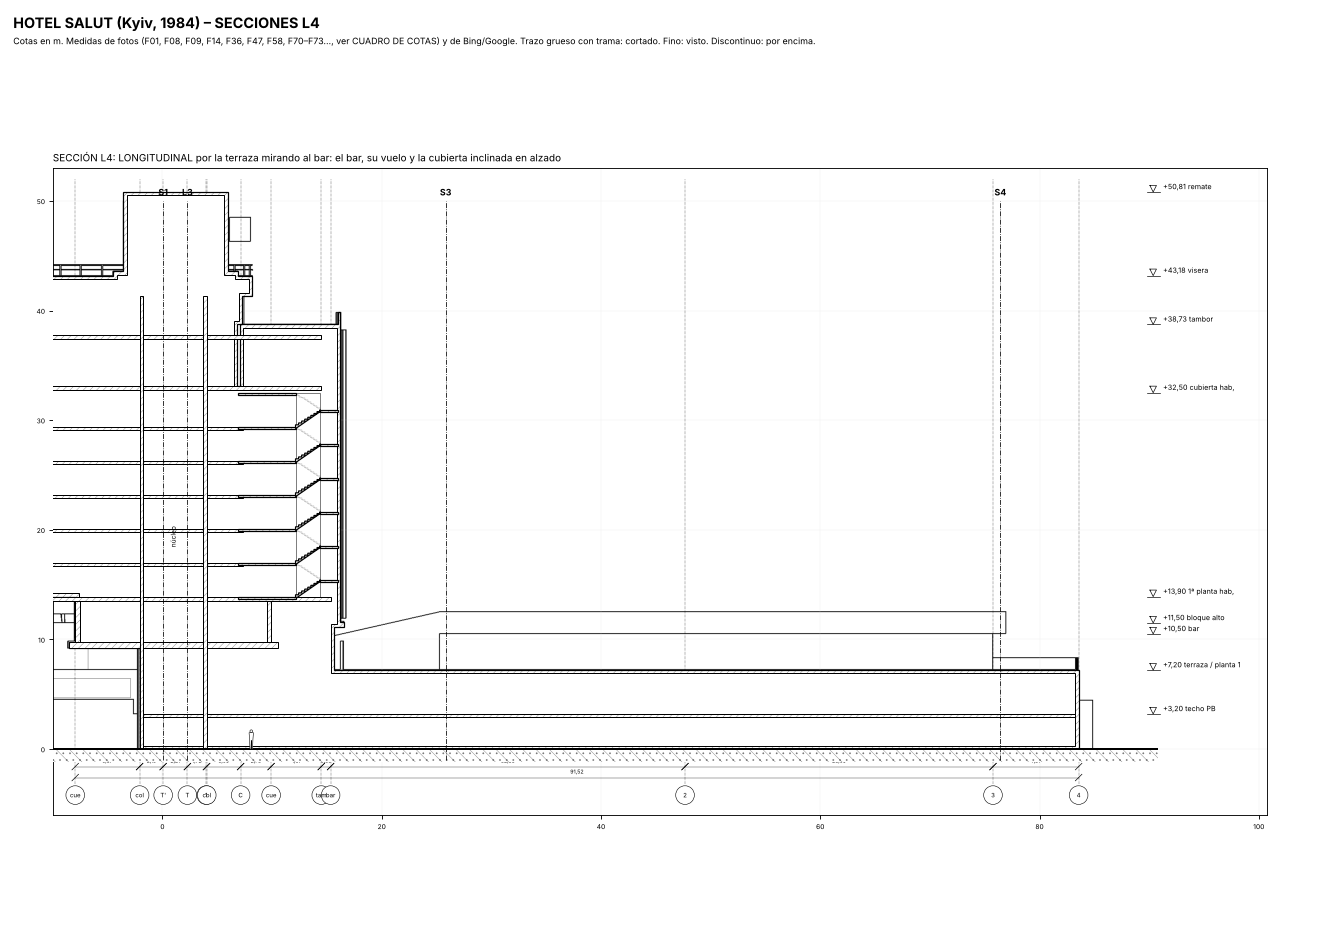 HOTEL SALUT (Kyiv, 1984) – SECCIONES L4
Cotas en m. Medidas de fotos (F01, F08, F09, F14, F36, F47, F58, F70–F73..., ver CUADRO DE COTAS) y de Bing/Google. Trazo grueso con trama: cortado. Fino: visto. Discontinuo: por encima.
SECCIÓN L4: LONGITUDINAL por la terraza mirando al bar: el bar, su vuelo y la cubierta inclinada en alzado
S1 L3 S3 S4
50
40
30
20
10
0
+50,81 remate
+43,18 visera
+38,73 tambor
+32,50 cubierta hab,
+13,90 1ª planta hab,
+11,50 bloque alto
+10,50 bar
+7,20 terraza / planta 1
+3,20 techo PB
núcleo
91,52
cue col T' T col C cue tambar 2 3 4
0 20 40 60 80 100